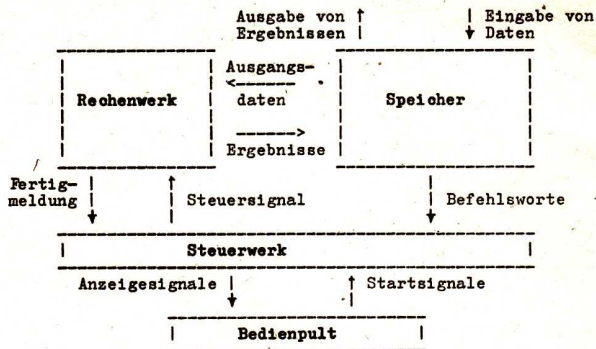 Ausgabe von
Ergebnissen
Eingabe von
Daten
Rechenwerk
Ausgangs-
daten
Ergebnisse
Speicher
Fertig-
meldung
Steuersignal
Befehlsworte
Steuerwerk
Anzeigesignale
Startsignale
Bedienpult